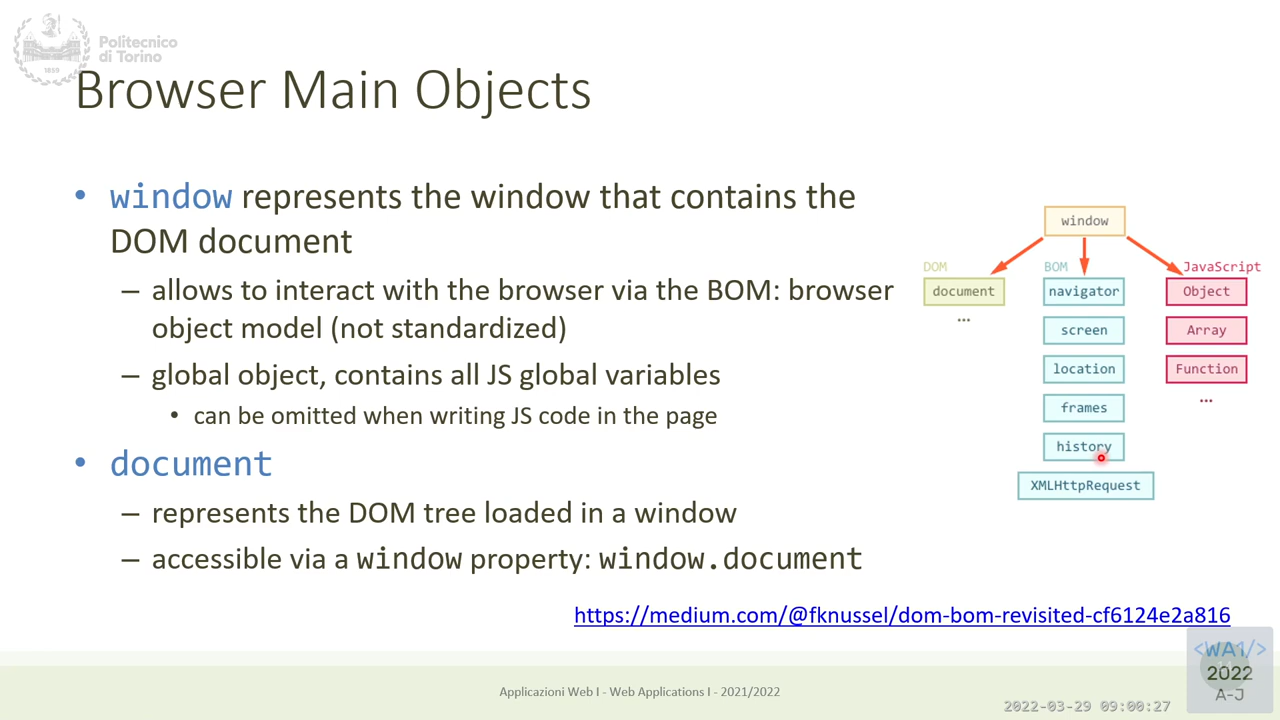 Politecnico
di Torino
1859
Browser Main Objects
• window represents the window that contains the
DOM document
– allows to interact with the browser via the BOM: browser
object model (not standardized)
– global object, contains all JS global variables
• can be omitted when writing JS code in the page
• document
– represents the DOM tree loaded in a window
– accessible via a window property: window.document
window
DOM
document
...
BOM
navigator
screen
location
frames
history
XMLHttpRequest
JavaScript
Object
Array
Function
...
https://medium.com/@fknussel/dom-bom-revisited-cf6124e2a816
Applicazioni Web I - Web Applications I - 2021/2022
<WA1/>
2022
A-J
2022-03-29 09:00:27